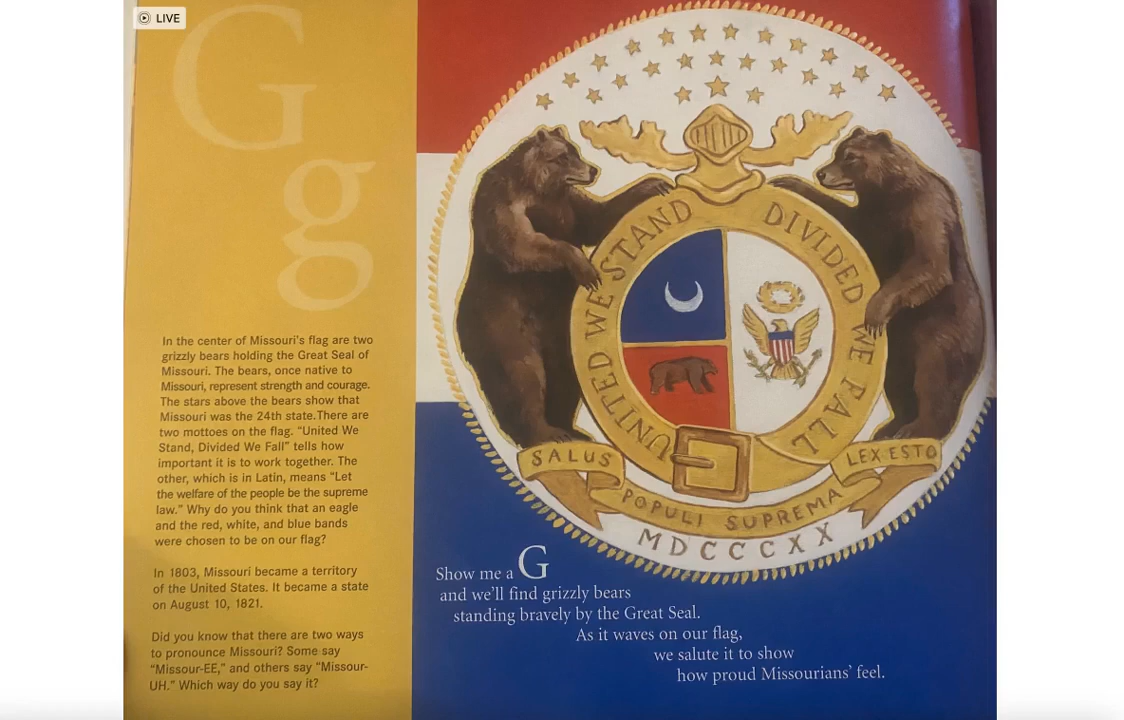 LIVE
G
g
In the center of Missouri's flag are two
grizzly bears holding the Great Seal of
Missouri. The bears, once native to
Missouri, represent strength and courage.
The stars above the bears show that
Missouri was the 24th state.There are
two mottoes on the flag. “United We
Stand, Divided We Fall” tells how
important it is to work together. The
other, which is in Latin, means “Let
the welfare of the people be the supreme
law.” Why do you think that an eagle
and the red, white, and blue bands
were chosen to be on our flag?
In 1803, Missouri became a territory
of the United States. It became a state
on August 10, 1821.
Did you know that there are two ways
to pronounce Missouri? Some say
“Missour-EE,” and others say “Missour-
UH.” Which way do you say it?
UNITED WE STAND DIVIDED WE FALL
SALUS POPULI SUPREMA LEX ESTO
MDCCCXX
Show me a G
and we'll find grizzly bears
standing bravely by the Great Seal.
As it waves on our flag,
we salute it to show
how proud Missourians' feel.